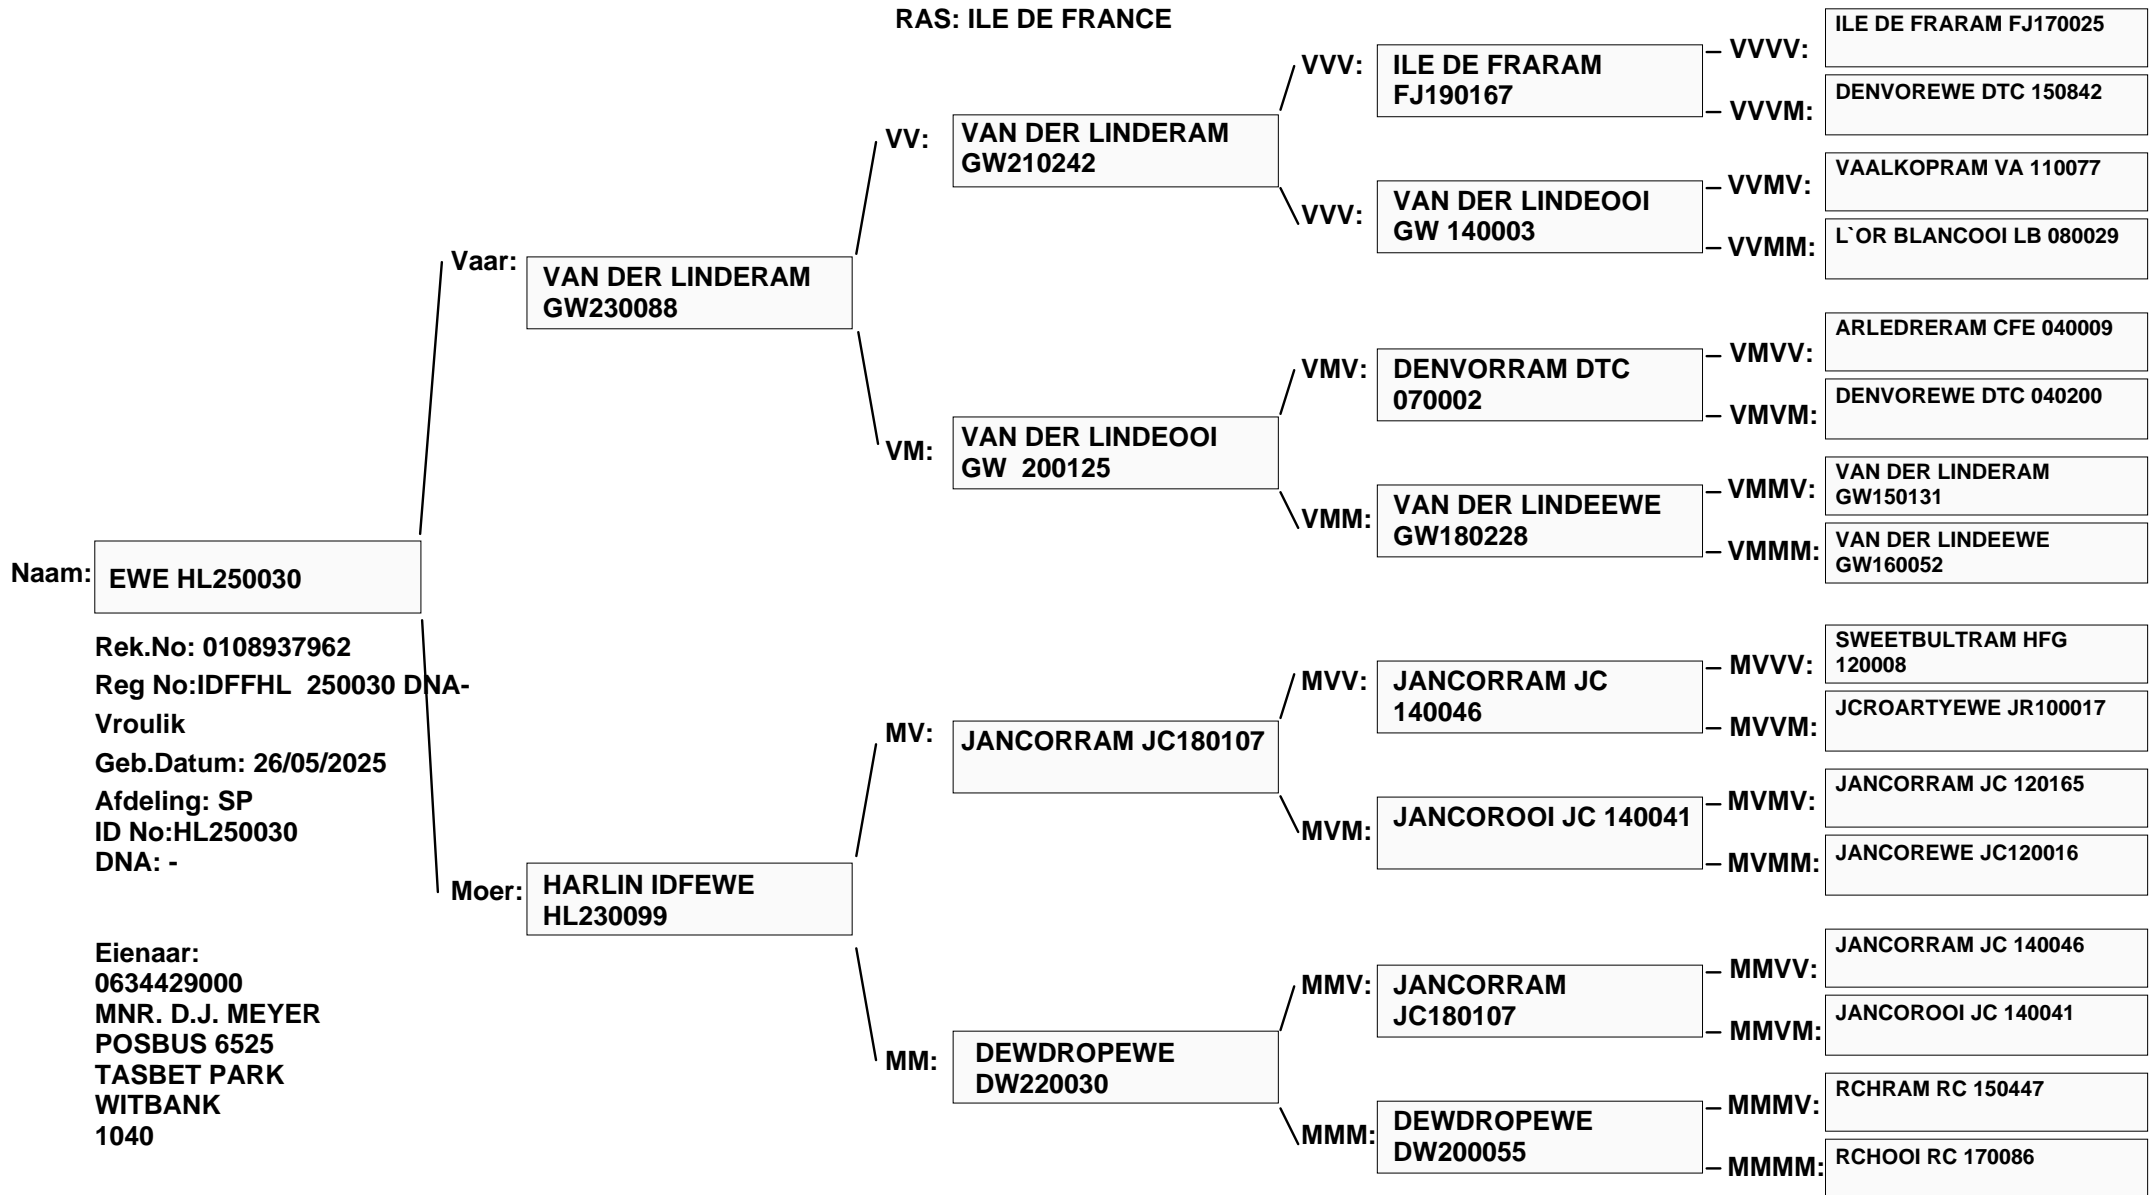 RAS: ILE DE FRANCE
Naam:
EWE HL250030
Rek.No: 0108937962
Reg No:IDFFHL  250030 DNA-
Vroulik
Geb.Datum: 26/05/2025
Afdeling: SP
ID No:HL250030
DNA: -
Eienaar:
0634429000
MNR. D.J. MEYER
POSBUS 6525
TASBET PARK
WITBANK
1040
Vaar:
VAN DER LINDERAM
GW230088
Moer:
HARLIN IDFEWE
HL230099
VV:
VAN DER LINDERAM
GW210242
VM:
VAN DER LINDEOOI
GW  200125
MV:
JANCORRAM JC180107
MM:
DEWDROPEWE
DW220030
VVV:
ILE DE FRARAM
FJ190167
VVV:
VAN DER LINDEOOI
GW 140003
VMV:
DENVORRAM DTC
070002
VMM:
VAN DER LINDEEWE
GW180228
MVV:
JANCORRAM JC
140046
MVM:
JANCOROOI JC 140041
MMV:
JANCORRAM
JC180107
MMM:
DEWDROPEWE
DW200055
VVVV:
ILE DE FRARAM FJ170025
VVVM:
DENVOREWE DTC 150842
VVMV:
VAALKOPRAM VA 110077
VVMM:
L`OR BLANCOOI LB 080029
VMVV:
ARLEDRERAM CFE 040009
VMVM:
DENVOREWE DTC 040200
VMMV:
VAN DER LINDERAM
GW150131
VMMM:
VAN DER LINDEEWE
GW160052
MVVV:
SWEETBULTRAM HFG
120008
MVVM:
JCROARTYEWE JR100017
MVMV:
JANCORRAM JC 120165
MVMM:
JANCOREWE JC120016
MMVV:
JANCORRAM JC 140046
MMVM:
JANCOROOI JC 140041
MMMV:
RCHRAM RC 150447
MMMM:
RCHOOI RC 170086